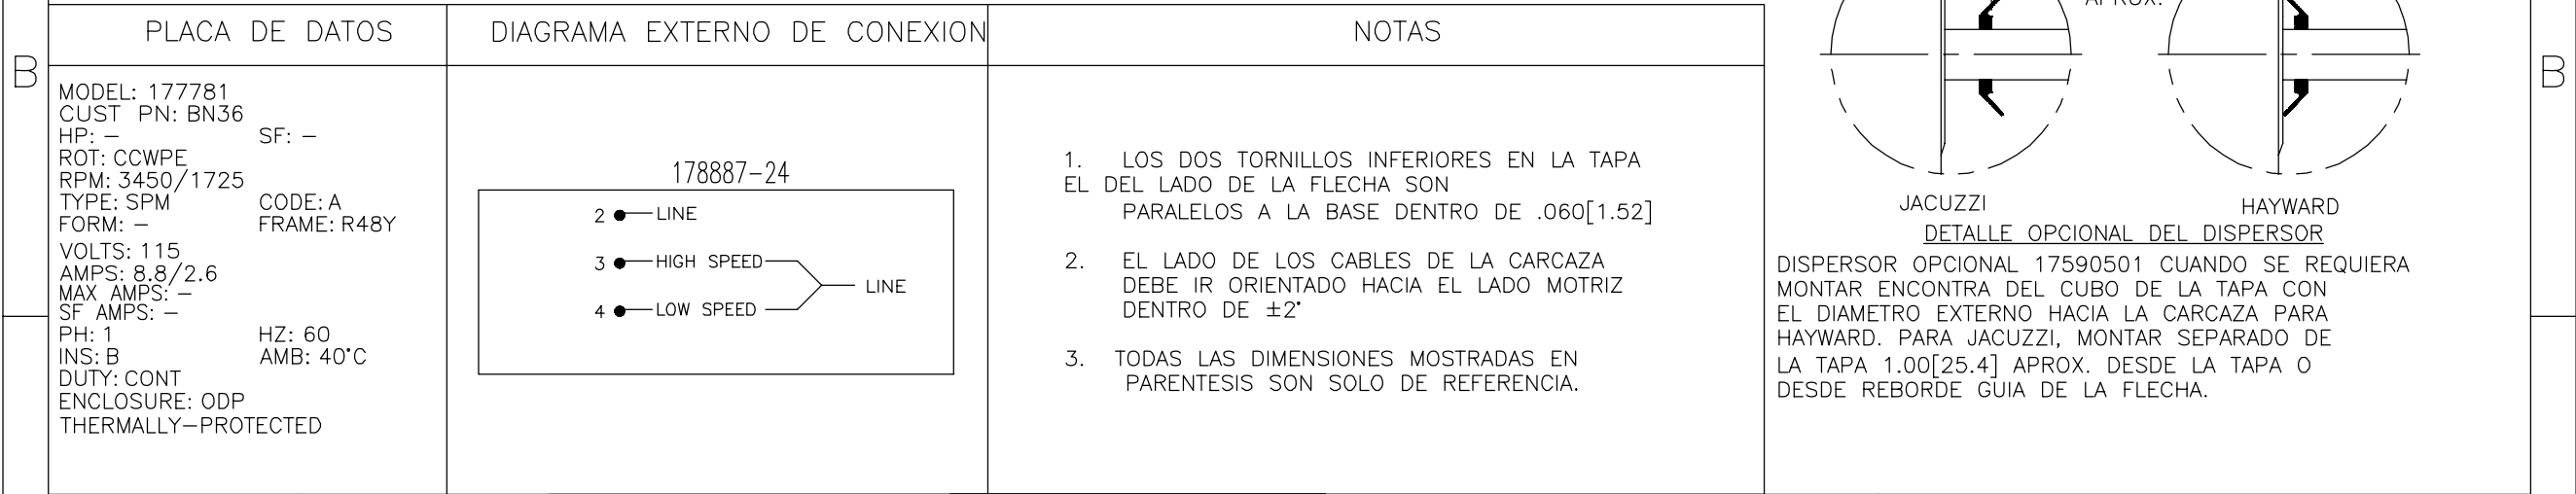 B
PLACA DE DATOS
MODEL: 177781
CUST PN: BN36
HP: – SF: –
ROT: CCWPE
RPM: 3450/1725
TYPE: SPM CODE: A
FORM: – FRAME: R48Y
VOLTS: 115
AMPS: 8.8/2.6
MAX AMPS: –
SF AMPS: –
PH: 1 HZ: 60
INS: B AMB: 40°C
DUTY: CONT
ENCLOSURE: ODP
THERMALLY–PROTECTED
DIAGRAMA EXTERNO DE CONEXION
178887–24
2 LINE
3 HIGH SPEED
LINE
4 LOW SPEED
NOTAS
1. LOS DOS TORNILLOS INFERIORES EN LA TAPA
EL DEL LADO DE LA FLECHA SON
PARALELOS A LA BASE DENTRO DE .060[1.52]
2. EL LADO DE LOS CABLES DE LA CARCAZA
DEBE IR ORIENTADO HACIA EL LADO MOTRIZ
DENTRO DE ±2°
3. TODAS LAS DIMENSIONES MOSTRADAS EN
PARENTESIS SON SOLO DE REFERENCIA.
APROX.
JACUZZI
HAYWARD
DETALLE OPCIONAL DEL DISPERSOR
DISPERSOR OPCIONAL 17590501 CUANDO SE REQUIERA
MONTAR ENCONTRA DEL CUBO DE LA TAPA CON
EL DIAMETRO EXTERNO HACIA LA CARCAZA PARA
HAYWARD. PARA JACUZZI, MONTAR SEPARADO DE
LA TAPA 1.00[25.4] APROX. DESDE LA TAPA O
DESDE REBORDE GUIA DE LA FLECHA.
B